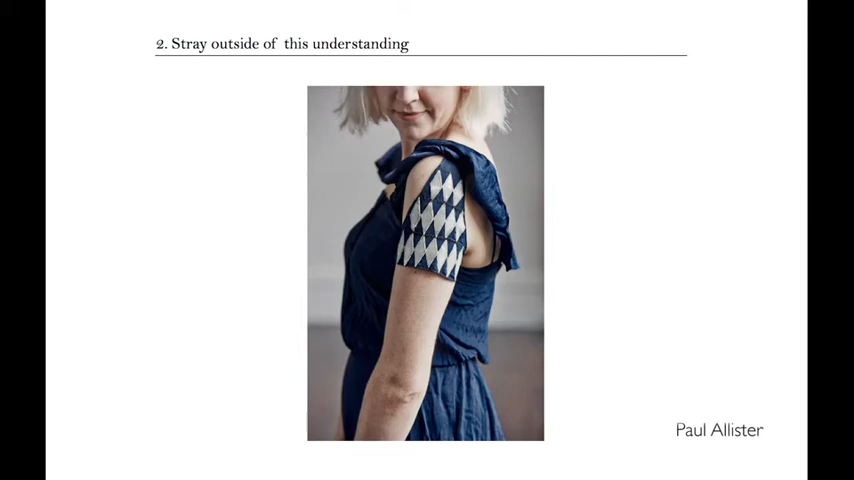 2. Stray outside of this understanding
Paul Allister